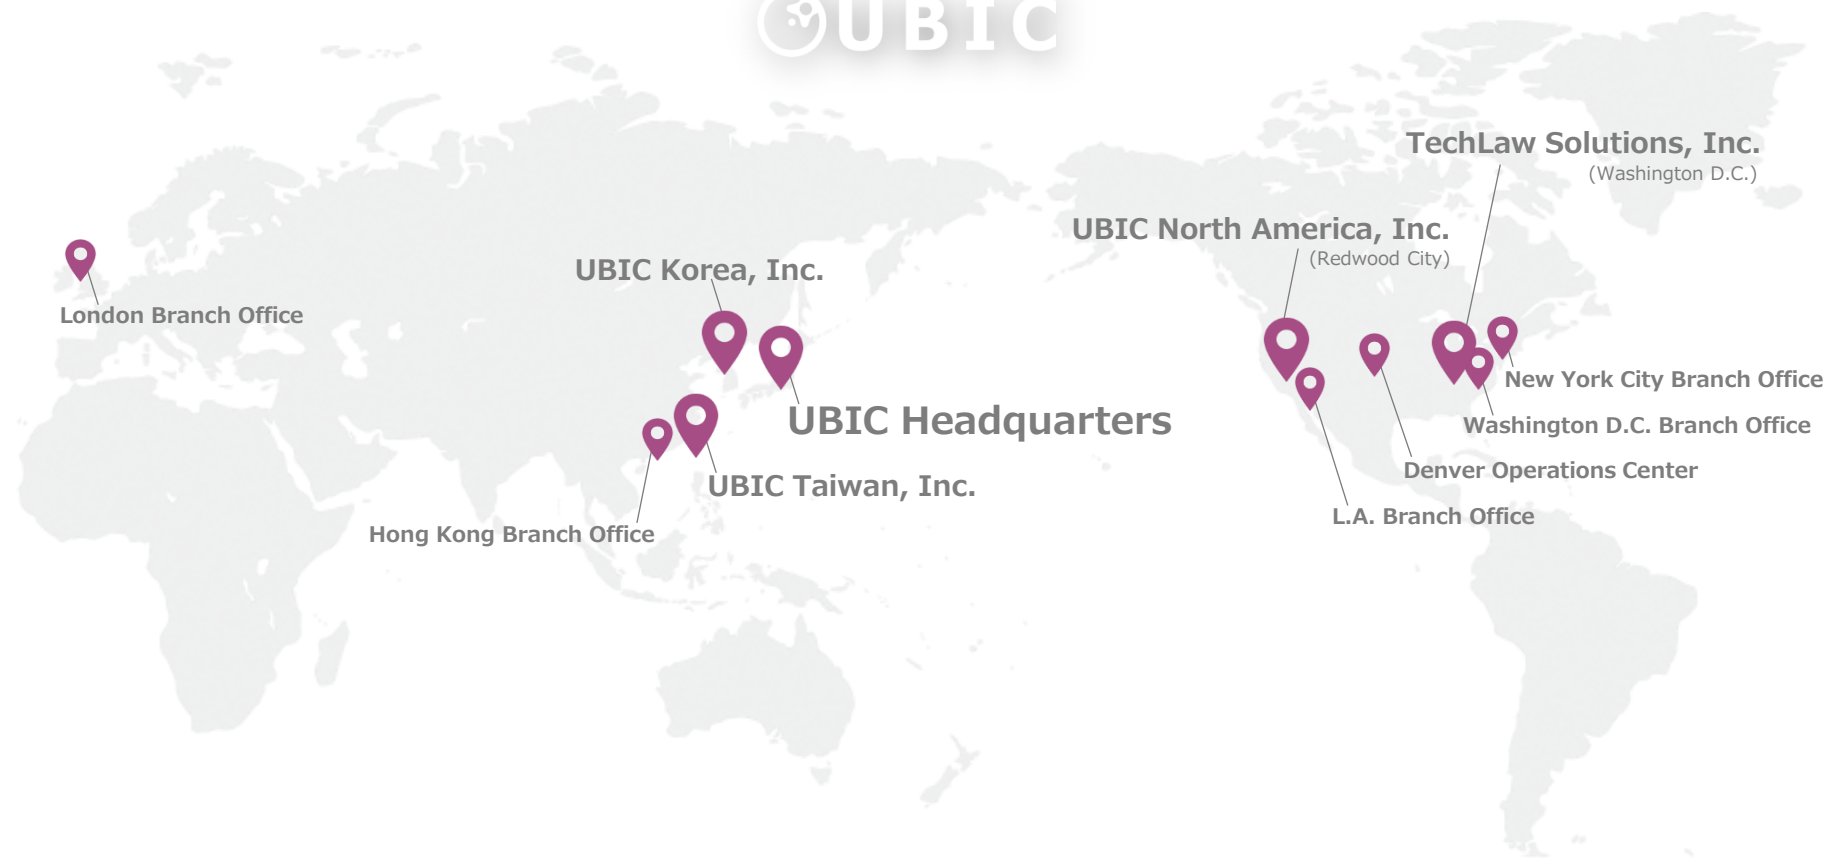 UBIC
TechLaw Solutions, Inc.
(Washington D.C.)
UBIC North America, Inc.
(Redwood City)
UBIC Korea, Inc.
London Branch Office
New York City Branch Office
UBIC Headquarters
Washington D.C. Branch Office
Denver Operations Center
UBIC Taiwan, Inc.
L.A. Branch Office
Hong Kong Branch Office